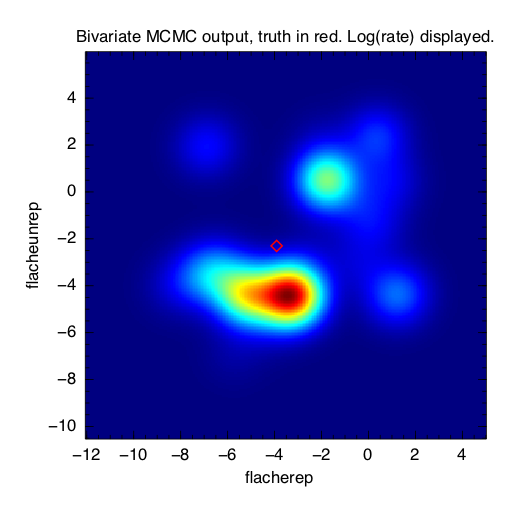 Bivariate MCMC output, truth in red. Log(rate) displayed.
4
2
0
−2
−4
−6
−8
−10
flacheunrep
−12 −10 −8 −6 −4 −2 0 2 4
flacherep